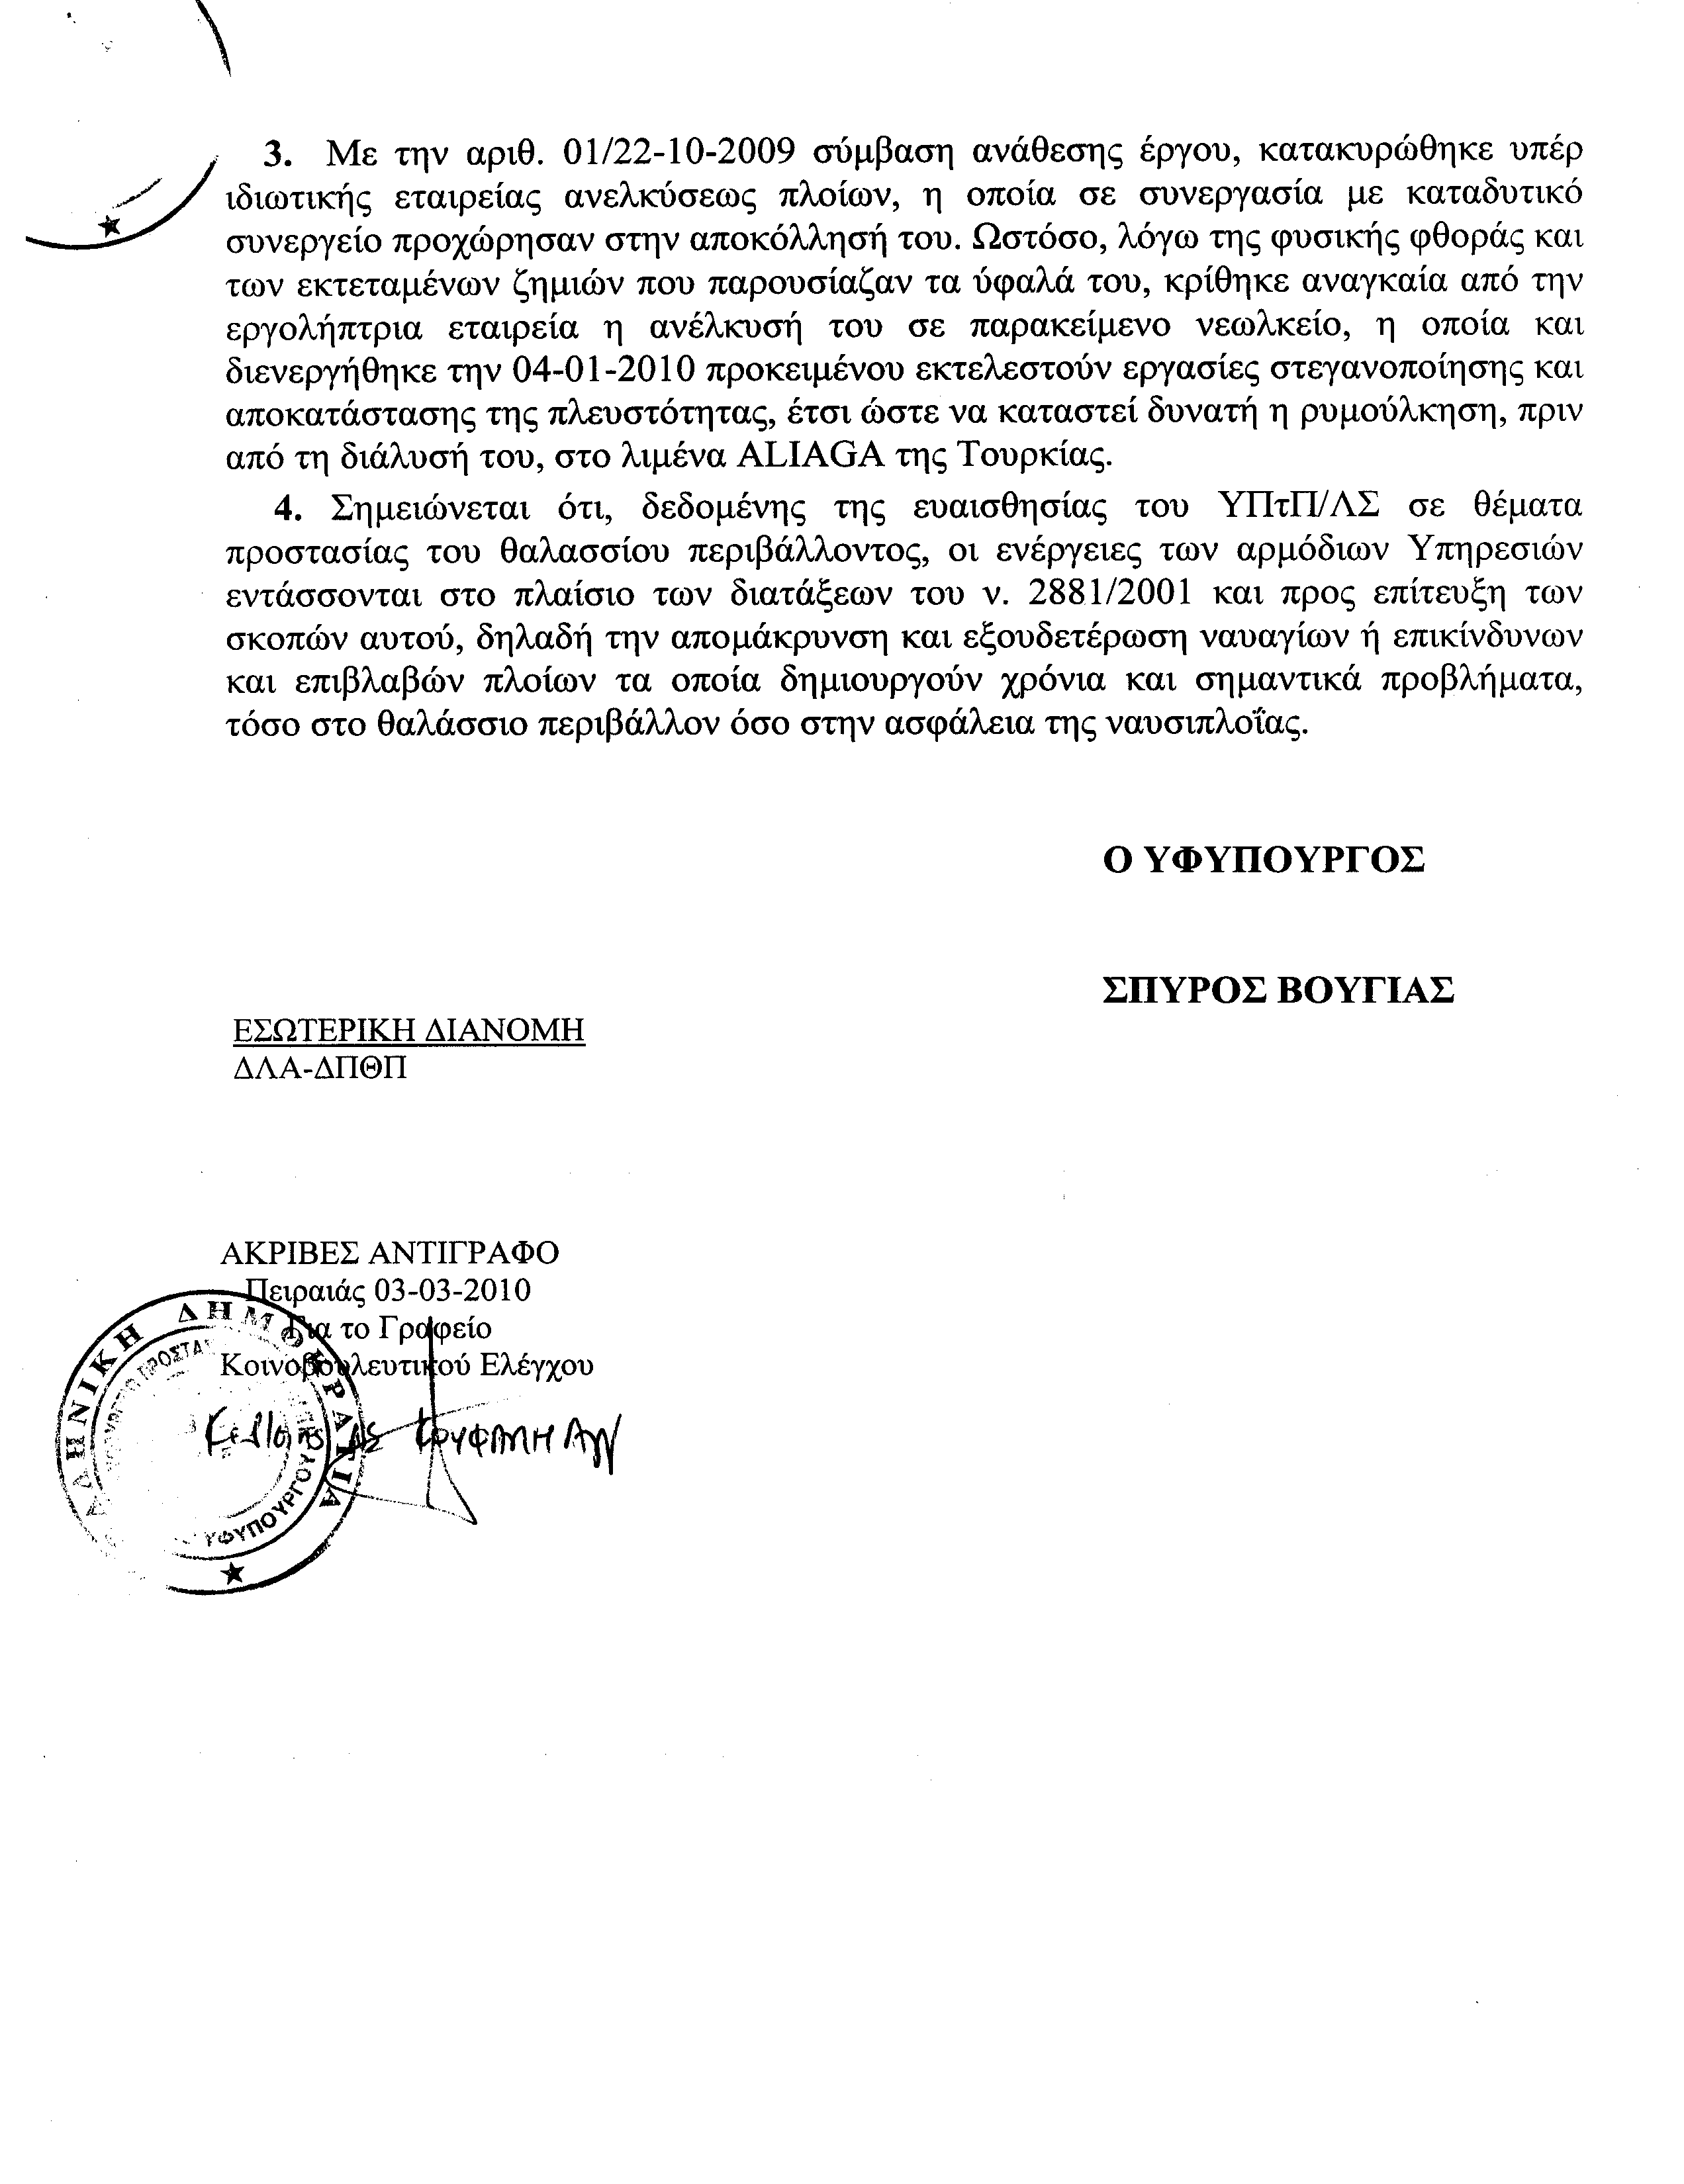 3. Με την αριθ. 01/22-10-2009 σύμβαση ανάθεσης έργου, κατακυρώθηκε υπέρ
ιδιωτικής εταιρείας ανελκύσεως πλοίων, η οποία σε συνεργασία με καταδυτικό
συνεργείο προχώρησαν στην αποκόλλησή του. Ωστόσο, λόγω της φυσικής φθοράς και
των εκτεταμένων ζημιών που παρουσίαζαν τα ύφαλά του, κρίθηκε αναγκαία από την
εργολήπτρια εταιρεία η ανέλκυσή του σε παρακείμενο νεωλκείο, η οποία και
διενεργήθηκε την 04-01-2010 προκειμένου εκτελεστούν εργασίες στεγανοποίησης και
αποκατάστασης της πλευστότητας, έτσι ώστε να καταστεί δυνατή η ρυμούλκηση, πριν
από τη διάλυσή του, στο λιμένα ALIAGA της Τουρκίας.
4. Σημειώνεται ότι, δεδομένης της ευαισθησίας του ΥΠτΠ/ΛΣ σε θέματα
προστασίας του θαλασσίου περιβάλλοντος, οι ενέργειες των αρμόδιων Υπηρεσιών
εντάσσονται στο πλαίσιο των διατάξεων του ν. 2881/2001 και προς επίτευξη των
σκοπών αυτού, δηλαδή την απομάκρυνση και εξουδετέρωση ναυαγίων ή επικίνδυνων
και επιβλαβών πλοίων τα οποία δημιουργούν χρόνια και σημαντικά προβλήματα,
τόσο στο θαλάσσιο περιβάλλον όσο στην ασφάλεια της ναυσιπλοΐας.
Ο ΥΦΥΠΟΥΡΓΟΣ
ΣΠΥΡΟΣ ΒΟΥΓΙΑΣ
ΕΣΩΤΕΡΙΚΗ ΔΙΑΝΟΜΗ
ΔΛΑ-ΔΠΘΠ
ΑΚΡΙΒΕΣ ΑΝΤΙΓΡΑΦΟ
Πειραιάς 03-03-2010
Για το Γραφείο
Κοινοβουλευτικού Ελέγχου
ΔΗΜΟΚΡΑΤΙΑ
ΥΦΥΠΟΥΡΓΟΥ